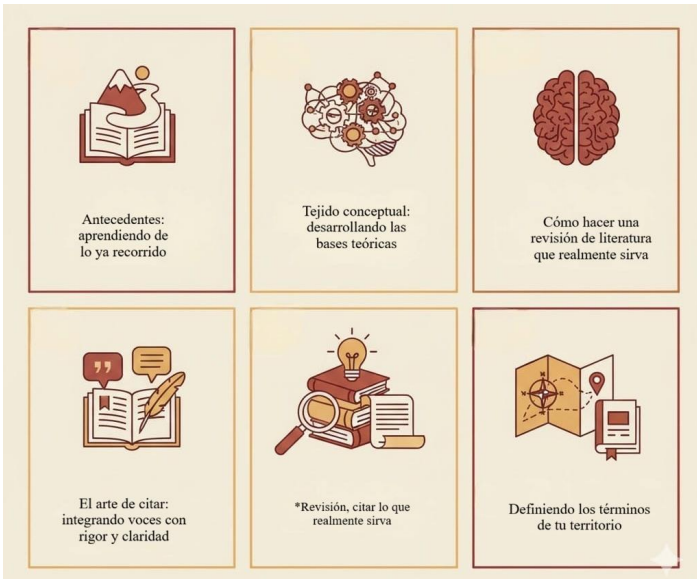 Antecedentes:
aprendiendo de
lo ya recorrido
Tejido conceptual:
desarrollando las
bases teóricas
Cómo hacer una
revisión de literatura
que realmente sirva
El arte de citar:
integrando voces con
rigor y claridad
*Revisión, citar lo que
realmente sirva
Definiendo los términos
de tu territorio